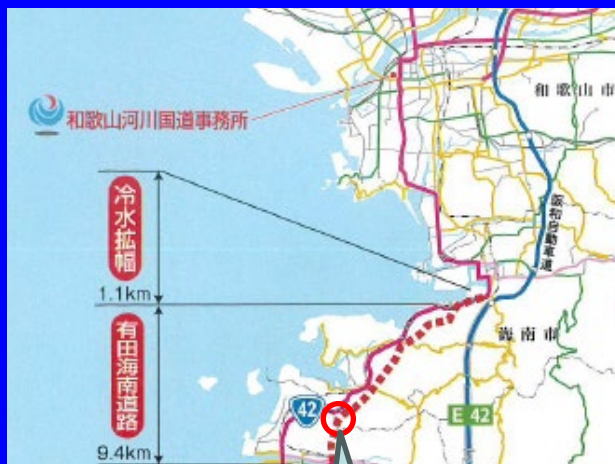 和歌山市
和歌山河川国道事務所
冷水拡幅
1.1km
阪和自動車道
海南市
有田海南道路
9.4km
42
E 42